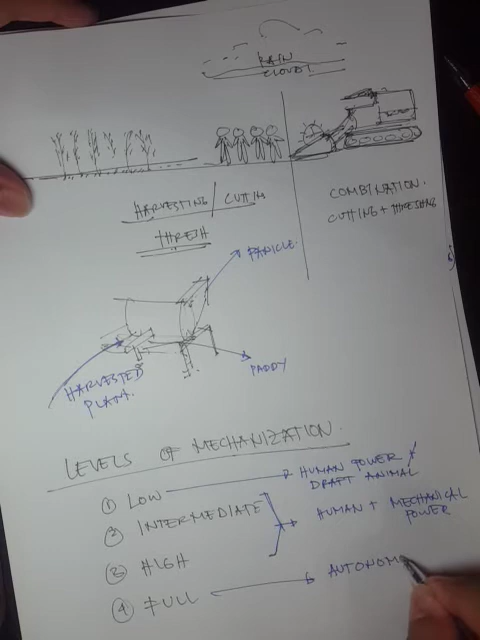 RAIN
CLOUD!
HARVESTING / CUTTING
THRESH
COMBINATION.
CUTTING + THRESHING
PANICLE.
PADDY
HARVESTED
PLANT.
LEVELS OF MECHANIZATION.
① LOW → HUMAN POWER /
DRAFT ANIMAL
② INTERMEDIATE
→ HUMAN + MECHANICAL
POWER
③ HIGH
④ FULL → AUTONOM